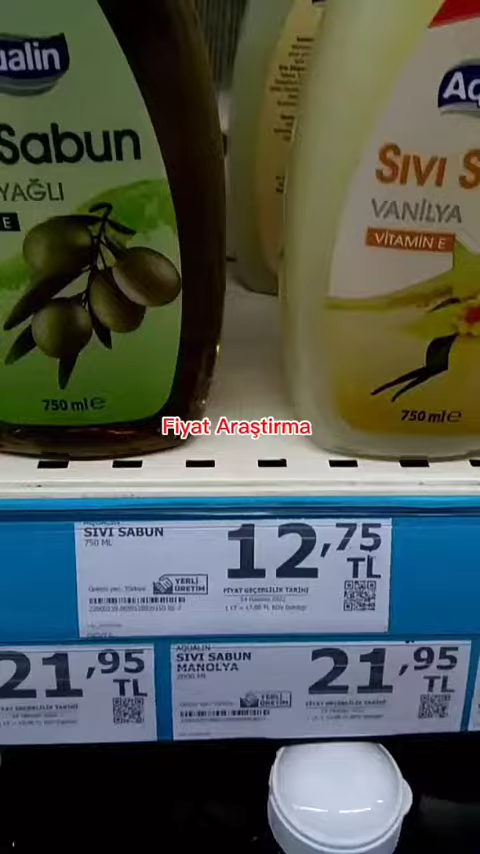 Aqualin
Sabun
YAĞLI
E
750 ml e
SIVI S
VANİLYA
VİTAMİN E
750 ml e
Fiyat Araştırma
AQUALIN
SIVI SABUN
750 ML
12,75
TL
YERLİ
ÜRETİM
FİYAT GEÇERLİLİK TARİHİ
21,95
TL
AQUALIN
SIVI SABUN
MANOLYA
21,95
TL
YERLİ
ÜRETİM